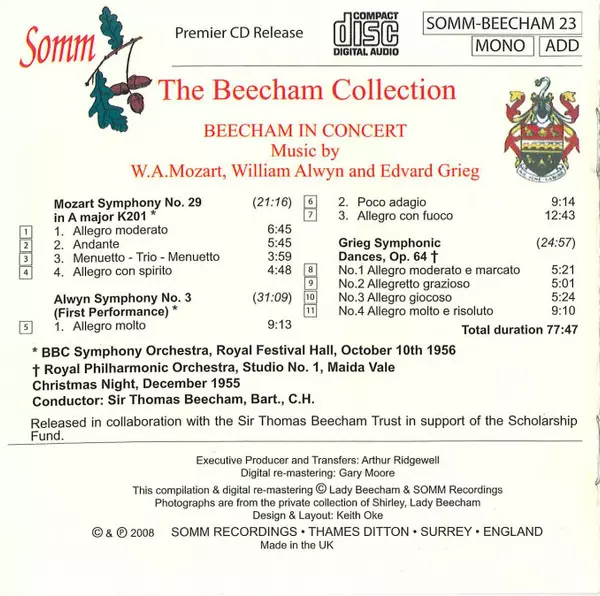 Somm
Premier CD Release
COMPACT
disc
DIGITAL AUDIO
SOMM-BEECHAM 23
MONO ADD
The Beecham Collection
BEECHAM IN CONCERT
Music by
W.A.Mozart, William Alwyn and Edvard Grieg
Mozart Symphony No. 29 (21:16)
in A major K201 *
1 1. Allegro moderato 6:45
2 2. Andante 5:45
3 3. Menuetto - Trio - Menuetto 3:59
4 4. Allegro con spirito 4:48
Alwyn Symphony No. 3 (31:09)
(First Performance) *
5 1. Allegro molto 9:13
6 2. Poco adagio 9:14
7 3. Allegro con fuoco 12:43
Grieg Symphonic (24:57)
Dances, Op. 64 †
8 No.1 Allegro moderato e marcato 5:21
9 No.2 Allegretto grazioso 5:01
10 No.3 Allegro giocoso 5:24
11 No.4 Allegro molto e risoluto 9:10
Total duration 77:47
* BBC Symphony Orchestra, Royal Festival Hall, October 10th 1956
† Royal Philharmonic Orchestra, Studio No. 1, Maida Vale
Christmas Night, December 1955
Conductor: Sir Thomas Beecham, Bart., C.H.
Released in collaboration with the Sir Thomas Beecham Trust in support of the Scholarship
Fund.
Executive Producer and Transfers: Arthur Ridgewell
Digital re-mastering: Gary Moore
This compilation & digital re-mastering © Lady Beecham & SOMM Recordings
Photographs are from the private collection of Shirley, Lady Beecham
Design & Layout: Keith Oke
© & ℗ 2008 SOMM RECORDINGS • THAMES DITTON • SURREY • ENGLAND
Made in the UK